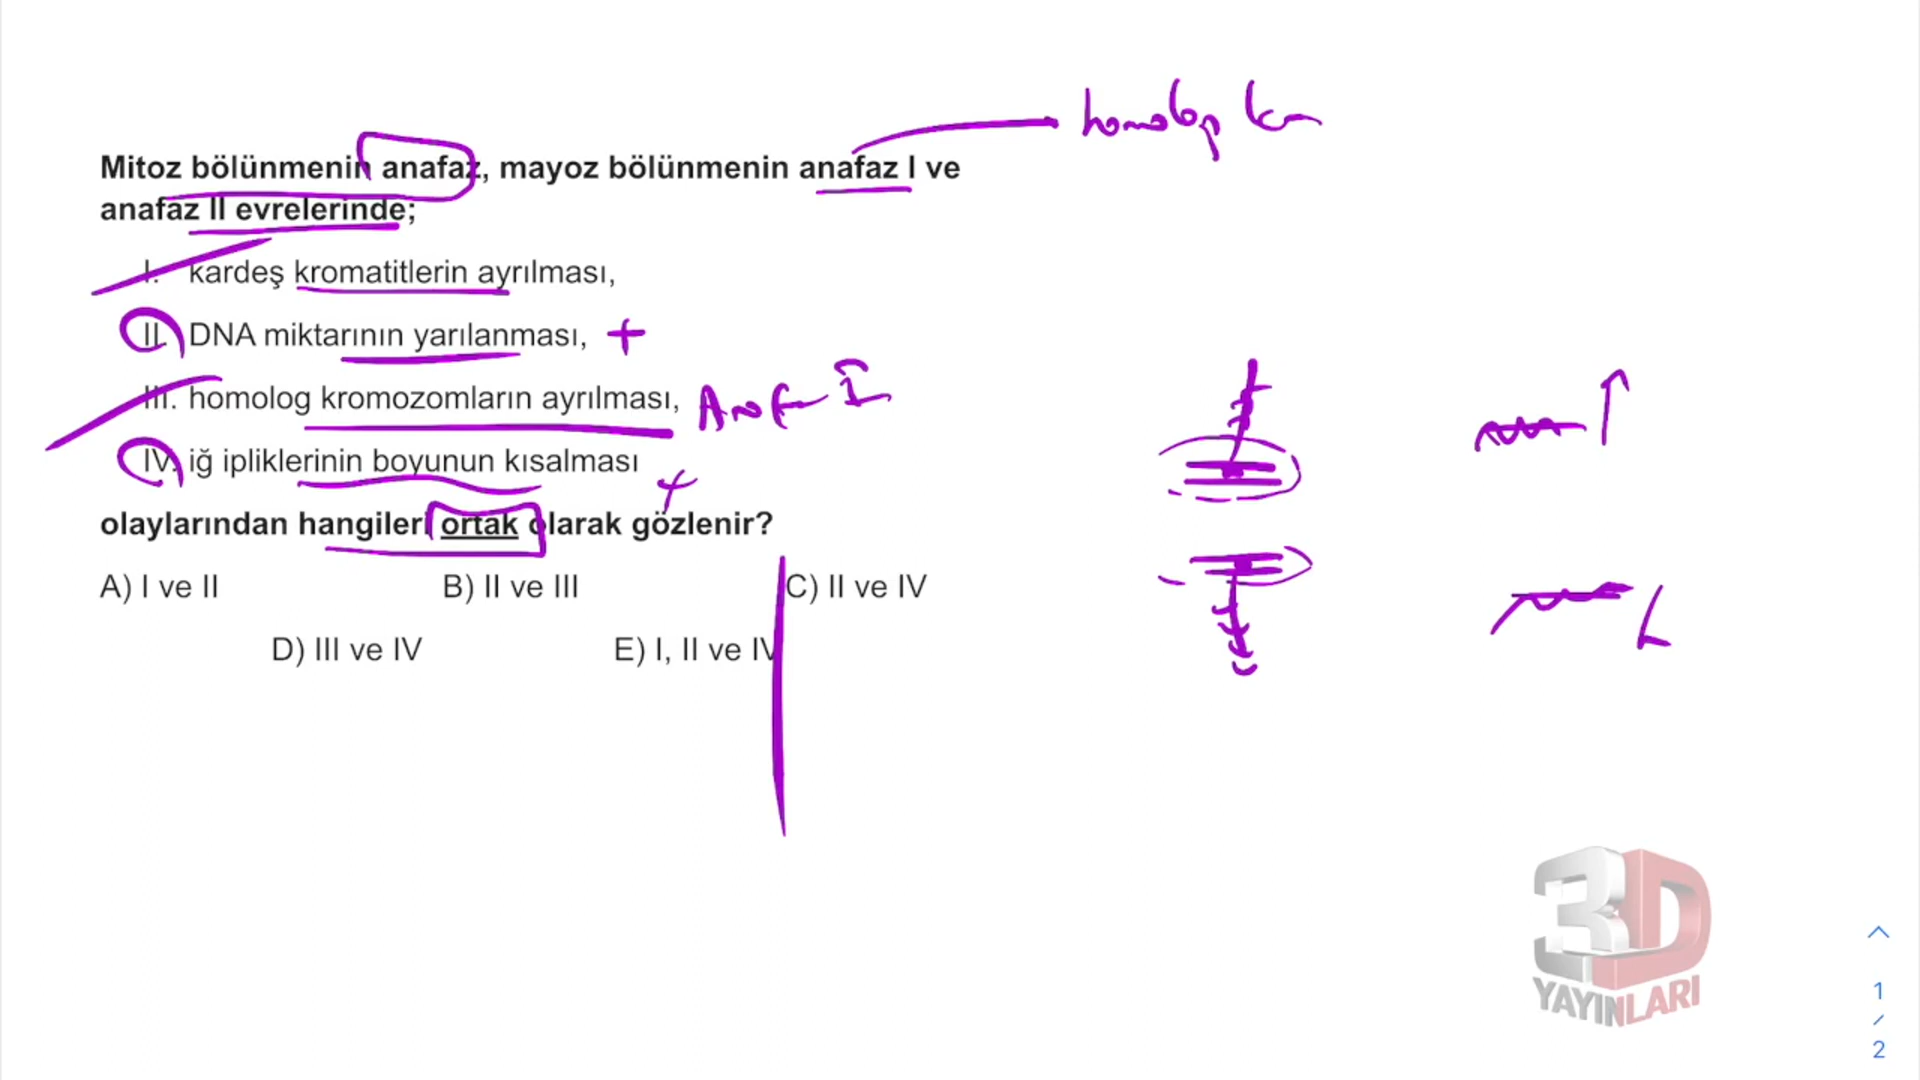 homolog
Mitoz bölünmenin anafaz, mayoz bölünmenin anafaz I ve
anafaz II evrelerinde;
I. kardeş kromatitlerin ayrılması,
II. DNA miktarının yarılanması, +
III. homolog kromozomların ayrılması, Anafaz I
IV. iğ ipliklerinin boyunun kısalması +
olaylarından hangileri ortak olarak gözlenir?
A) I ve II B) II ve III C) II ve IV
D) III ve IV E) I, II ve IV
3D
YAYINLARI
1
/
2